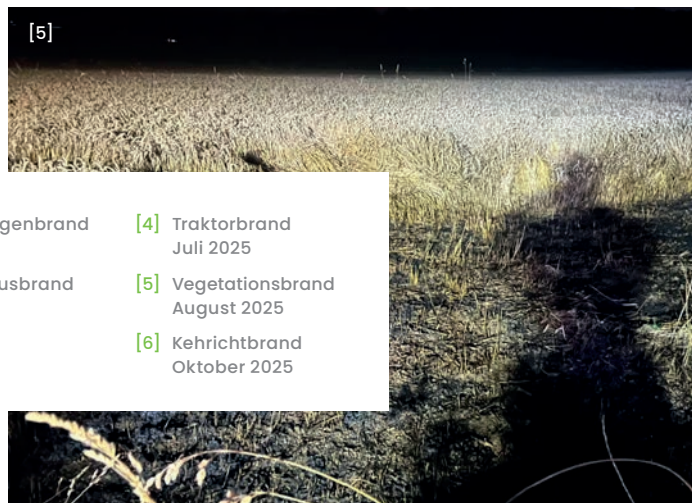 [5]
genbrand
usbrand
[4] Traktorbrand
Juli 2025
[5] Vegetationsbrand
August 2025
[6] Kehrichtbrand
Oktober 2025